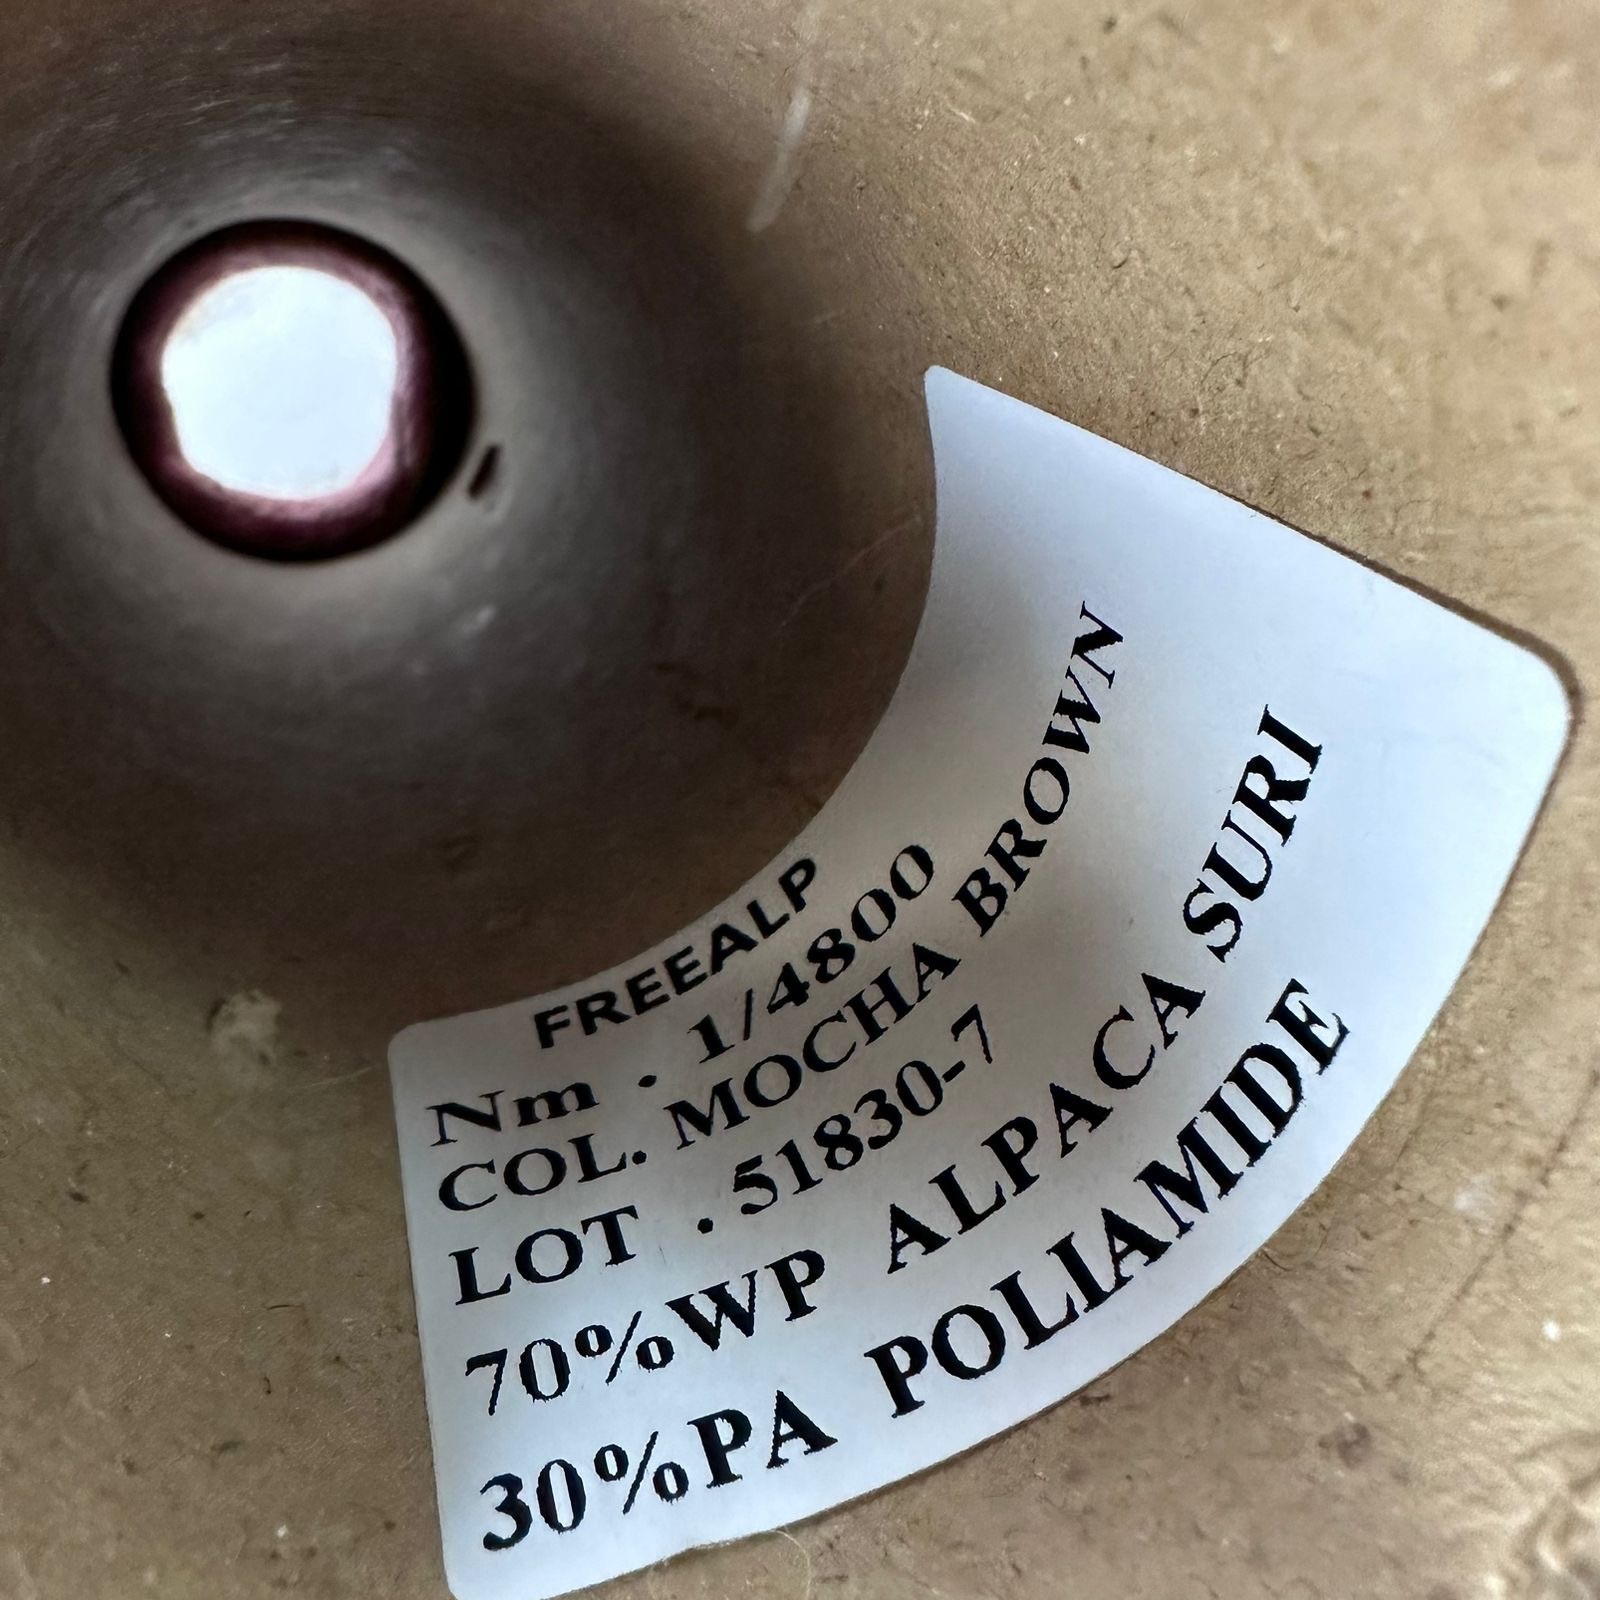 FREEALP
Nm . 1/4800
COL. MOCHA BROWN
LOT . 51830-7
70%WP ALPACA SURI
30%PA POLIAMIDE